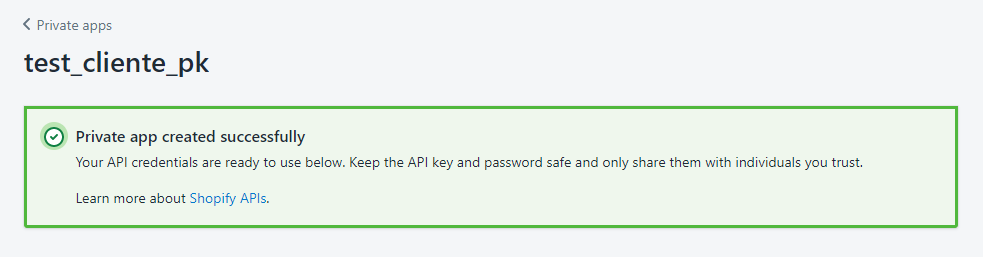 Private apps
test_cliente_pk
Private app created successfully
Your API credentials are ready to use below. Keep the API key and password safe and only share them with individuals you trust.
Learn more about Shopify APIs.